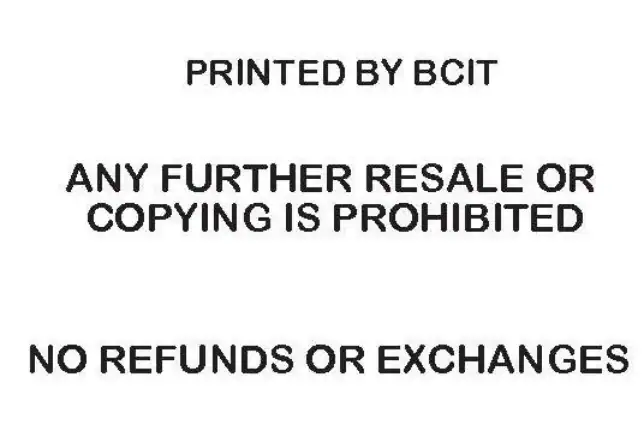 PRINTED BY BCIT
ANY FURTHER RESALE OR
COPYING IS PROHIBITED
NO REFUNDS OR EXCHANGES